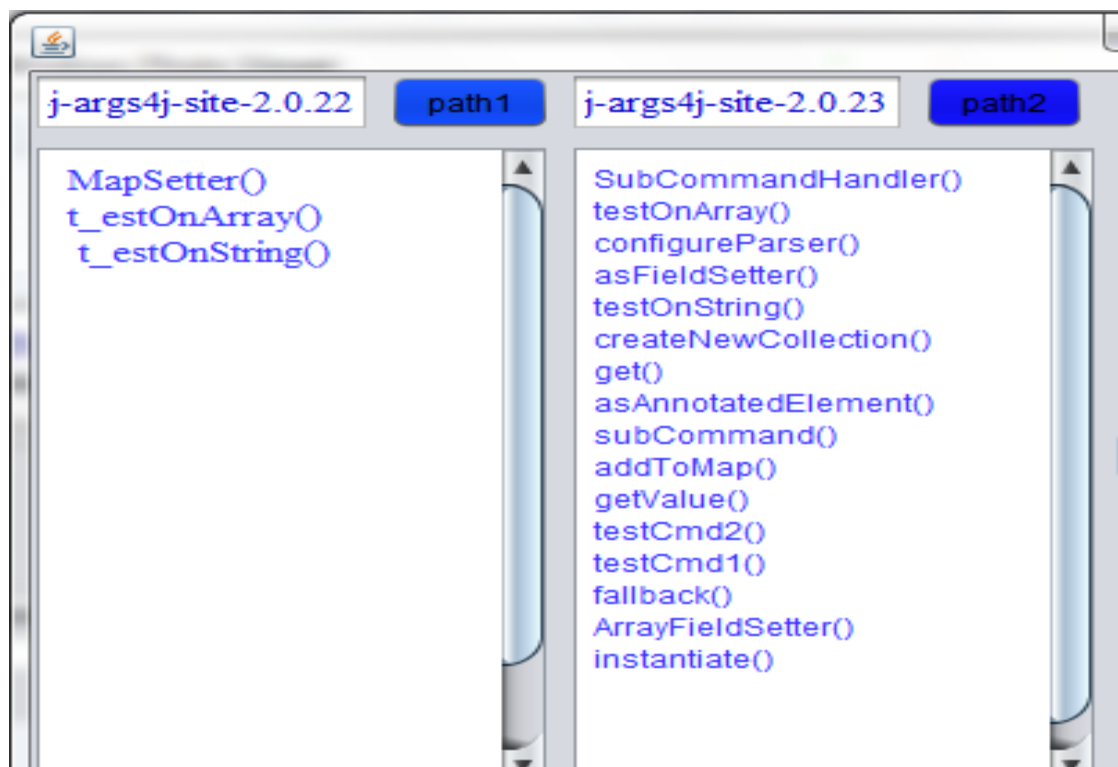 j-args4j-site-2.0.22 path1 j-args4j-site-2.0.23 path2
MapSetter()
t_estOnArray()
t_estOnString()
SubCommandHandler()
testOnArray()
configureParser()
asFieldSetter()
testOnString()
createNewCollection()
get()
asAnnotatedElement()
subCommand()
addToMap()
getValue()
testCmd2()
testCmd1()
fallback()
ArrayFieldSetter()
instantiate()